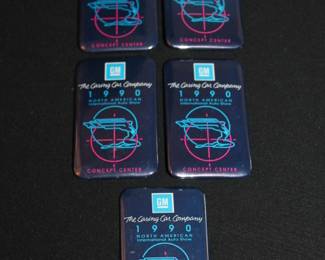 CONCEPT CENTER
CONCEPT CENTER
GM
The Caring Car Company
1990
NORTH AMERICAN
International Auto Show
CONCEPT CENTER
GM
The Caring Car Company
1990
NORTH AMERICAN
International Auto Show
CONCEPT CENTER
GM
The Caring Car Company
1990
NORTH AMERICAN
International Auto Show